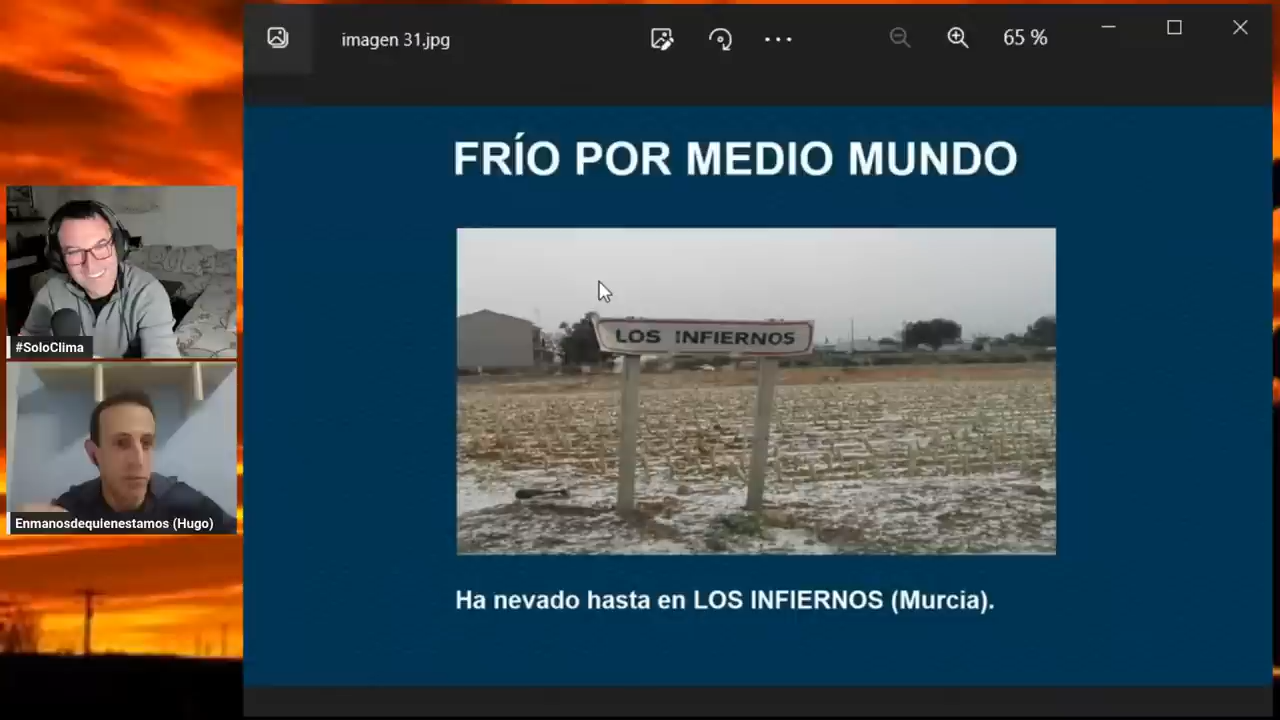 imagen 31.jpg
65 %
FRÍO POR MEDIO MUNDO
LOS INFIERNOS
Ha nevado hasta en LOS INFIERNOS (Murcia).
#SoloClima
Enmanosdequienestamos (Hugo)